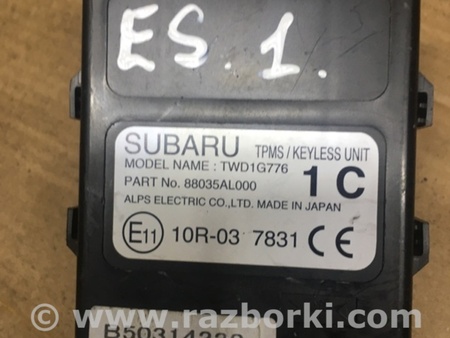 ES. 1.
SUBARU TPMS / KEYLESS UNIT
MODEL NAME : TWD1G776
PART No. 88035AL000 1 C
ALPS ELECTRIC CO., LTD. MADE IN JAPAN
E11 10R-03 7831 CE
© www.razborki.com